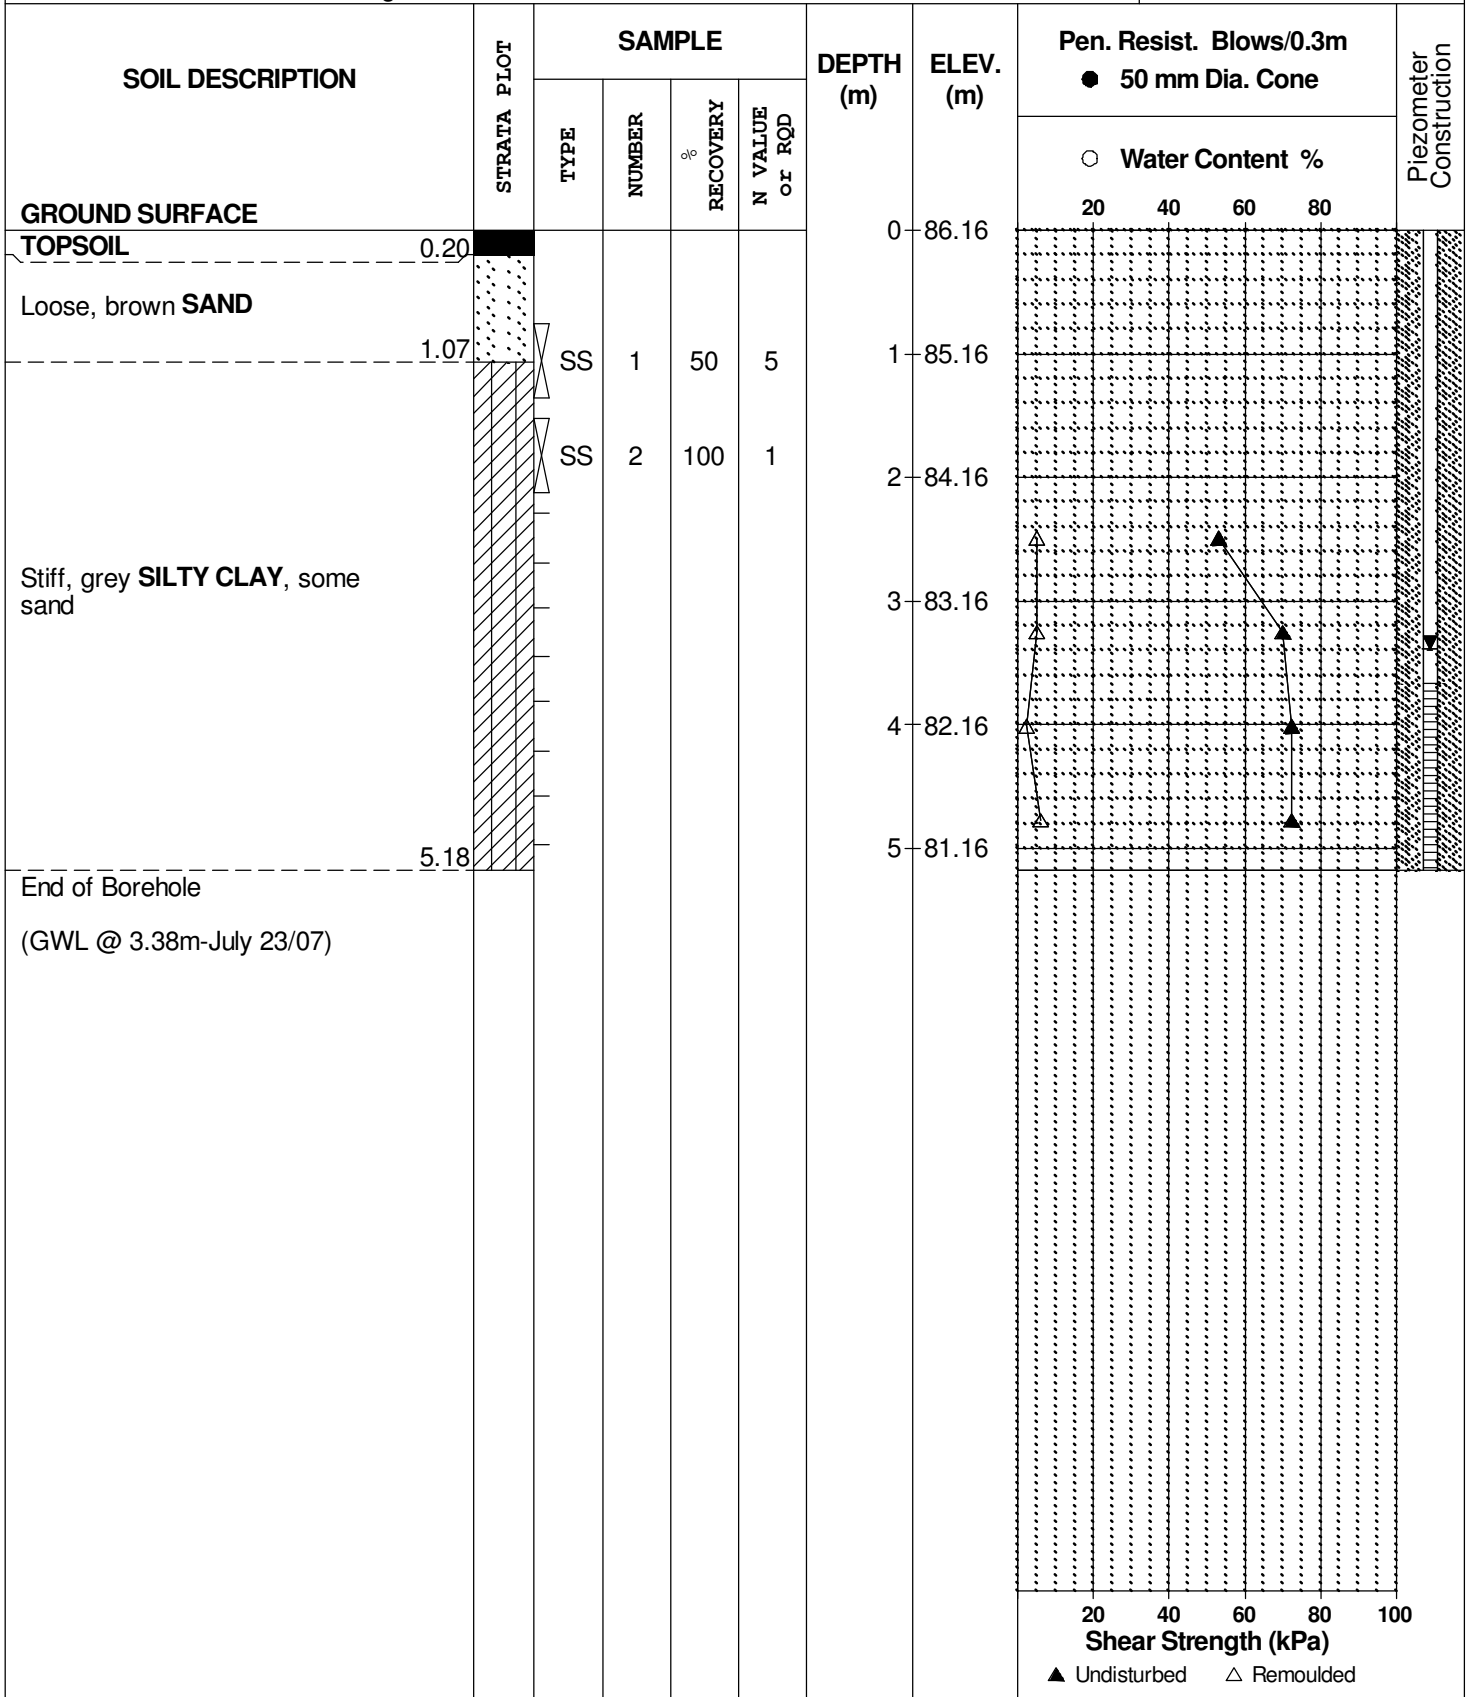 SOIL DESCRIPTION
STRATA PLOT
SAMPLE
TYPE
NUMBER
%
RECOVERY
N VALUE
or RQD
DEPTH
(m)
ELEV.
(m)
Pen. Resist. Blows/0.3m
● 50 mm Dia. Cone
○ Water Content %
20 40 60 80
Piezometer
Construction
GROUND SURFACE
0 86.16
TOPSOIL 0.20
Loose, brown SAND
1.07
SS 1 50 5
1 85.16
SS 2 100 1
2 84.16
Stiff, grey SILTY CLAY, some
sand
3 83.16
4 82.16
5 81.16
5.18
End of Borehole
(GWL @ 3.38m-July 23/07)
20 40 60 80 100
Shear Strength (kPa)
▲ Undisturbed △ Remoulded